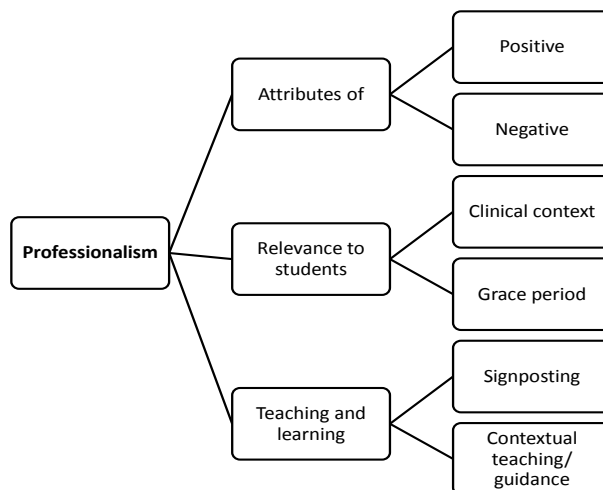 Professionalism
Attributes of
Positive
Negative
Relevance to
students
Clinical context
Grace period
Teaching and
learning
Signposting
Contextual
teaching/
guidance